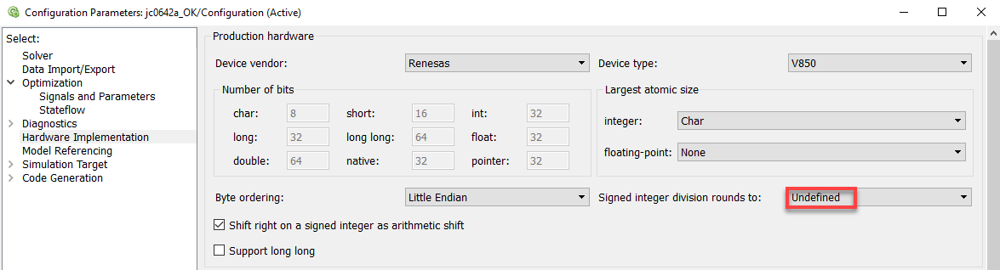 Configuration Parameters: jc0642a_OK/Configuration (Active)
Select:
Solver
Data Import/Export
Optimization
Signals and Parameters
Stateflow
Diagnostics
Hardware Implementation
Model Referencing
Simulation Target
Code Generation
Production hardware
Device vendor: Renesas Device type: V850
Number of bits
char: 8 short: 16 int: 32
long: 32 long long: 64 float: 32
double: 64 native: 32 pointer: 32
Largest atomic size
integer: Char
floating-point: None
Byte ordering: Little Endian Signed integer division rounds to: Undefined
Shift right on a signed integer as arithmetic shift
Support long long